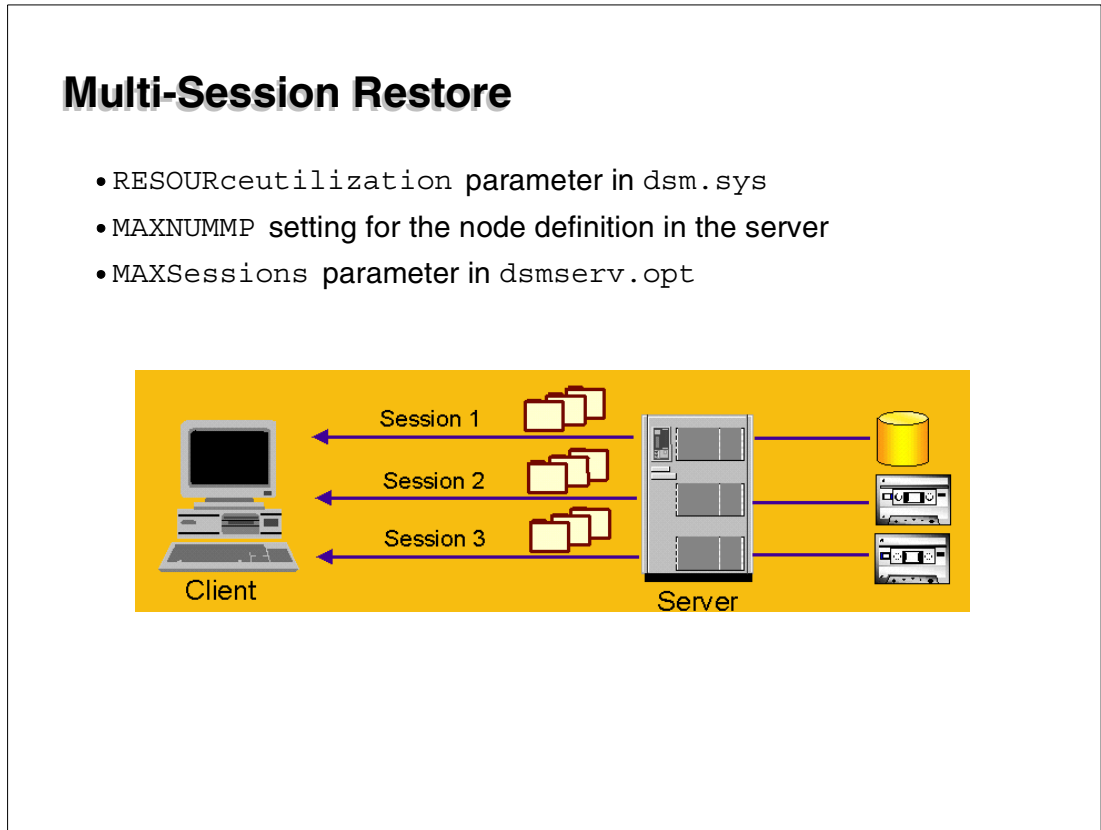 Multi-Session Restore
• RESOURceutilization parameter in dsm.sys
• MAXNUMMP setting for the node definition in the server
• MAXSessions parameter in dsmserv.opt
Session 1
Session 2
Session 3
Client
Server